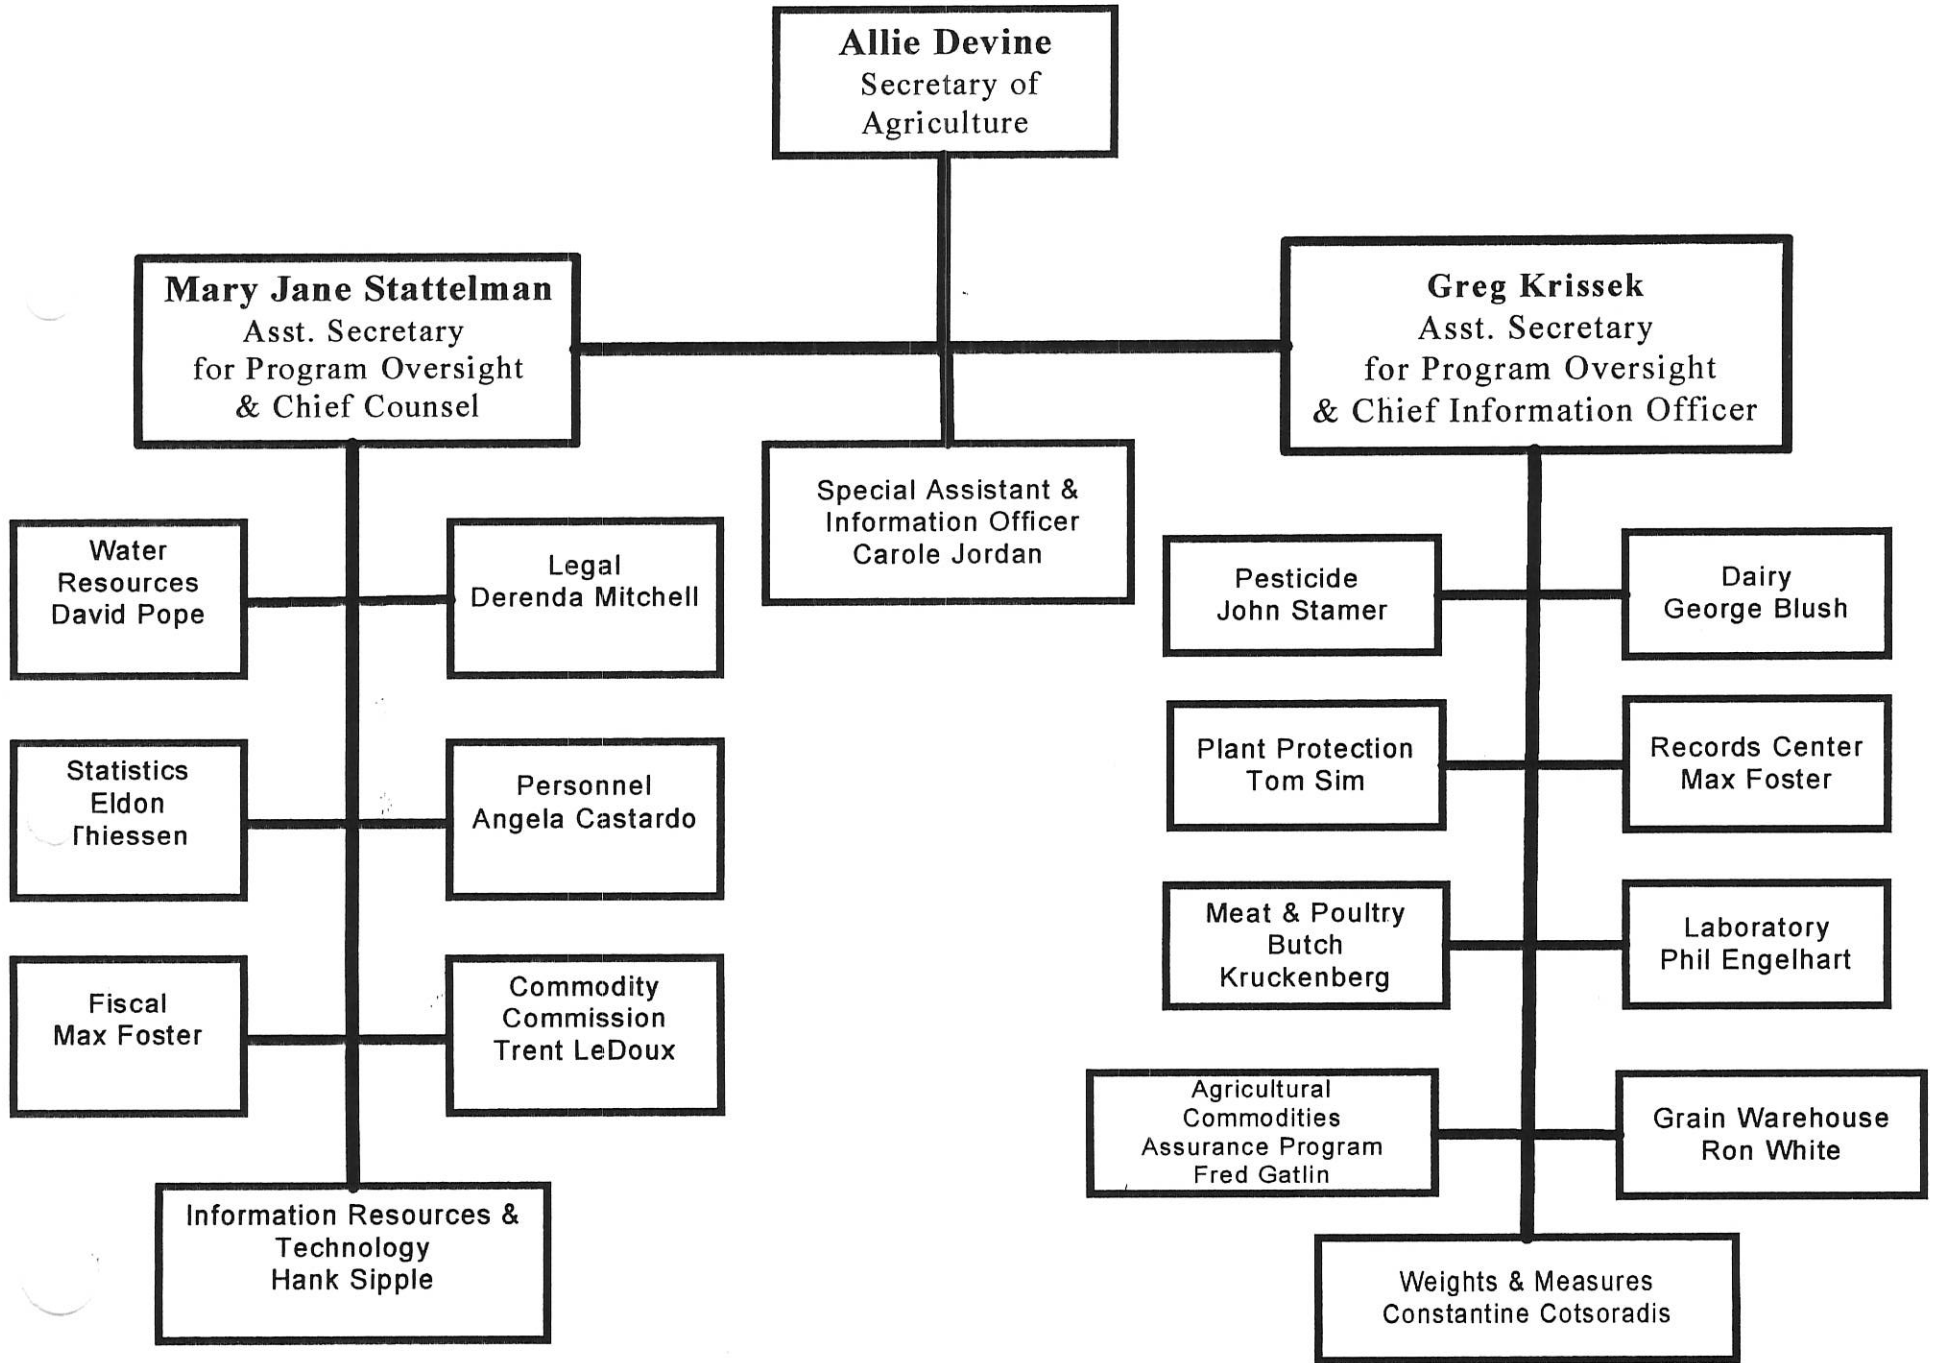 Allie Devine
Secretary of
Agriculture
Mary Jane Stattelman
Asst. Secretary
for Program Oversight
& Chief Counsel
Greg Krissek
Asst. Secretary
for Program Oversight
& Chief Information Officer
Special Assistant &
Information Officer
Carole Jordan
Water
Resources
David Pope
Legal
Derenda Mitchell
Statistics
Eldon
Thiessen
Personnel
Angela Castardo
Fiscal
Max Foster
Commodity
Commission
Trent LeDoux
Information Resources &
Technology
Hank Sipple
Pesticide
John Stamer
Dairy
George Blush
Plant Protection
Tom Sim
Records Center
Max Foster
Meat & Poultry
Butch
Kruckenberg
Laboratory
Phil Engelhart
Agricultural
Commodities
Assurance Program
Fred Gatlin
Grain Warehouse
Ron White
Weights & Measures
Constantine Cotsoradis